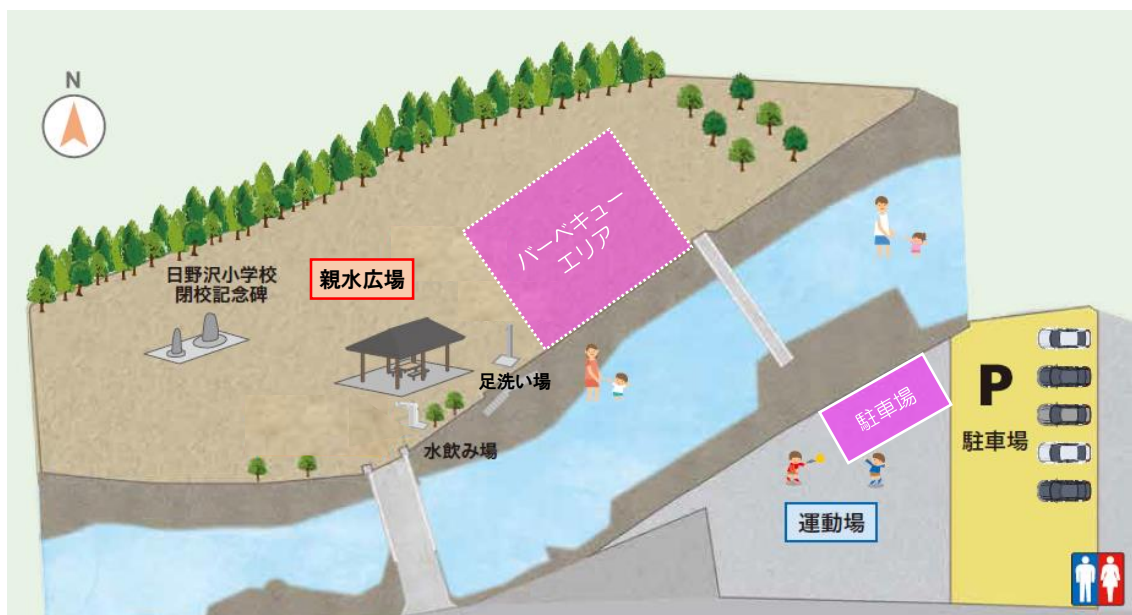 N
バーベキュー
エリア
日野沢小学校
閉校記念碑
親水広場
足洗い場
水飲み場
駐車場
P
駐車場
運動場